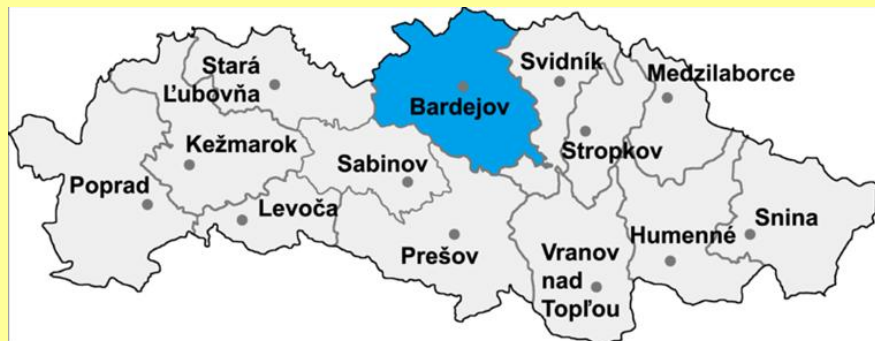 Stará
Ľubovňa
Bardejov
Svidník
Medzilaborce
Kežmarok
Sabinov
Stropkov
Poprad
Levoča
Prešov
Vranov
nad
Topľou
Humenné
Snina